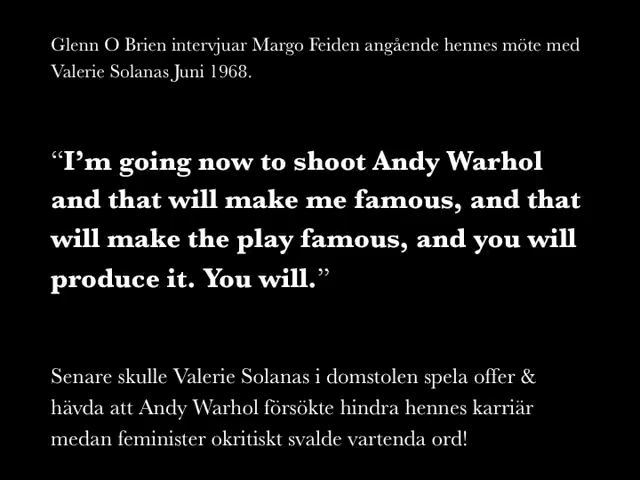 Glenn O Brien intervjuar Margo Feiden angående hennes möte med
Valerie Solanas Juni 1968.
“I’m going now to shoot Andy Warhol
and that will make me famous, and that
will make the play famous, and you will
produce it. You will.”
Senare skulle Valerie Solanas i domstolen spela offer &
hävda att Andy Warhol försökte hindra hennes karriär
medan feminister okritiskt svalde vartenda ord!